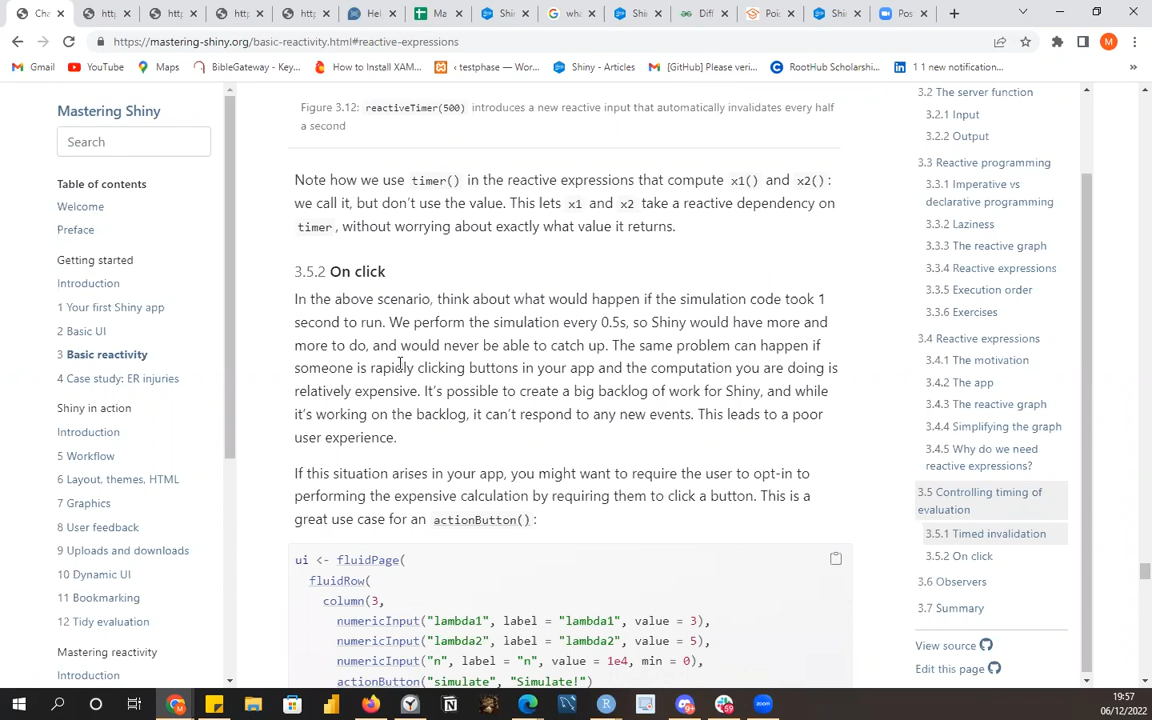 Cha
http
http
http
http
Hel
Ma
Shin
wha
Shin
Diff
Pois
Shin
Pos
https://mastering-shiny.org/basic-reactivity.html#reactive-expressions
M
Gmail
YouTube
Maps
BibleGateway - Key...
How to Install XAM...
‹ testphase — Wor...
Shiny - Articles
[GitHub] Please veri...
RootHub Scholarshi...
1 1 new notification...
»
Mastering Shiny
Search
Table of contents
Welcome
Preface
Getting started
Introduction
1 Your first Shiny app
2 Basic UI
3 Basic reactivity
4 Case study: ER injuries
Shiny in action
Introduction
5 Workflow
6 Layout, themes, HTML
7 Graphics
8 User feedback
9 Uploads and downloads
10 Dynamic UI
11 Bookmarking
12 Tidy evaluation
Mastering reactivity
Introduction
Figure 3.12: reactiveTimer(500) introduces a new reactive input that automatically invalidates every half
a second
Note how we use timer() in the reactive expressions that compute x1() and x2():
we call it, but don't use the value. This lets x1 and x2 take a reactive dependency on
timer, without worrying about exactly what value it returns.
3.5.2 On click
In the above scenario, think about what would happen if the simulation code took 1
second to run. We perform the simulation every 0.5s, so Shiny would have more and
more to do, and would never be able to catch up. The same problem can happen if
someone is rapidly clicking buttons in your app and the computation you are doing is
relatively expensive. It's possible to create a big backlog of work for Shiny, and while
it's working on the backlog, it can't respond to any new events. This leads to a poor
user experience.
If this situation arises in your app, you might want to require the user to opt-in to
performing the expensive calculation by requiring them to click a button. This is a
great use case for an actionButton():
ui <- fluidPage(
fluidRow(
column(3,
numericInput("lambda1", label = "lambda1", value = 3),
numericInput("lambda2", label = "lambda2", value = 5),
numericInput("n", label = "n", value = 1e4, min = 0),
actionButton("simulate", "Simulate!")
3.2 The server function
3.2.1 Input
3.2.2 Output
3.3 Reactive programming
3.3.1 Imperative vs
declarative programming
3.3.2 Laziness
3.3.3 The reactive graph
3.3.4 Reactive expressions
3.3.5 Execution order
3.3.6 Exercises
3.4 Reactive expressions
3.4.1 The motivation
3.4.2 The app
3.4.3 The reactive graph
3.4.4 Simplifying the graph
3.4.5 Why do we need
reactive expressions?
3.5 Controlling timing of
evaluation
3.5.1 Timed invalidation
3.5.2 On click
3.6 Observers
3.7 Summary
View source
Edit this page
19:57
06/12/2022